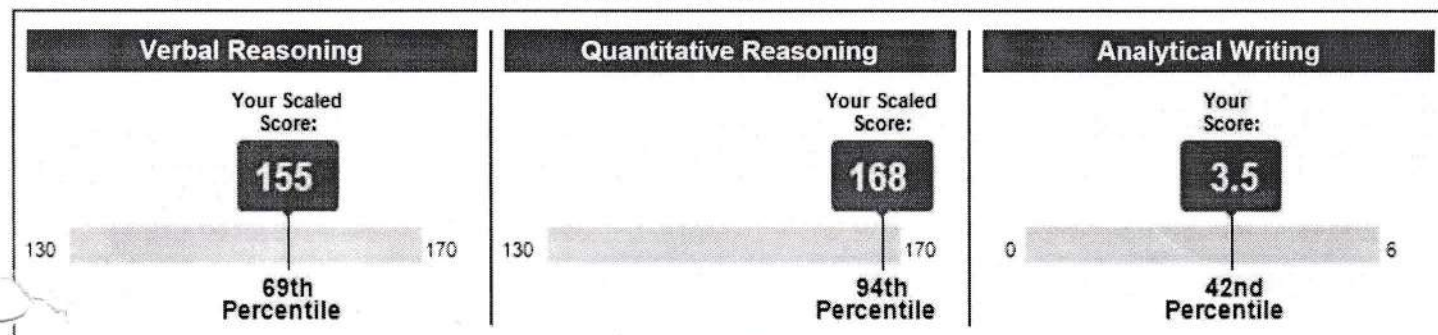 Verbal Reasoning
Your Scaled
Score:
155
130
170
69th
Percentile
Quantitative Reasoning
Your Scaled
Score:
168
130
170
94th
Percentile
Analytical Writing
Your
Score:
3.5
0
6
42nd
Percentile